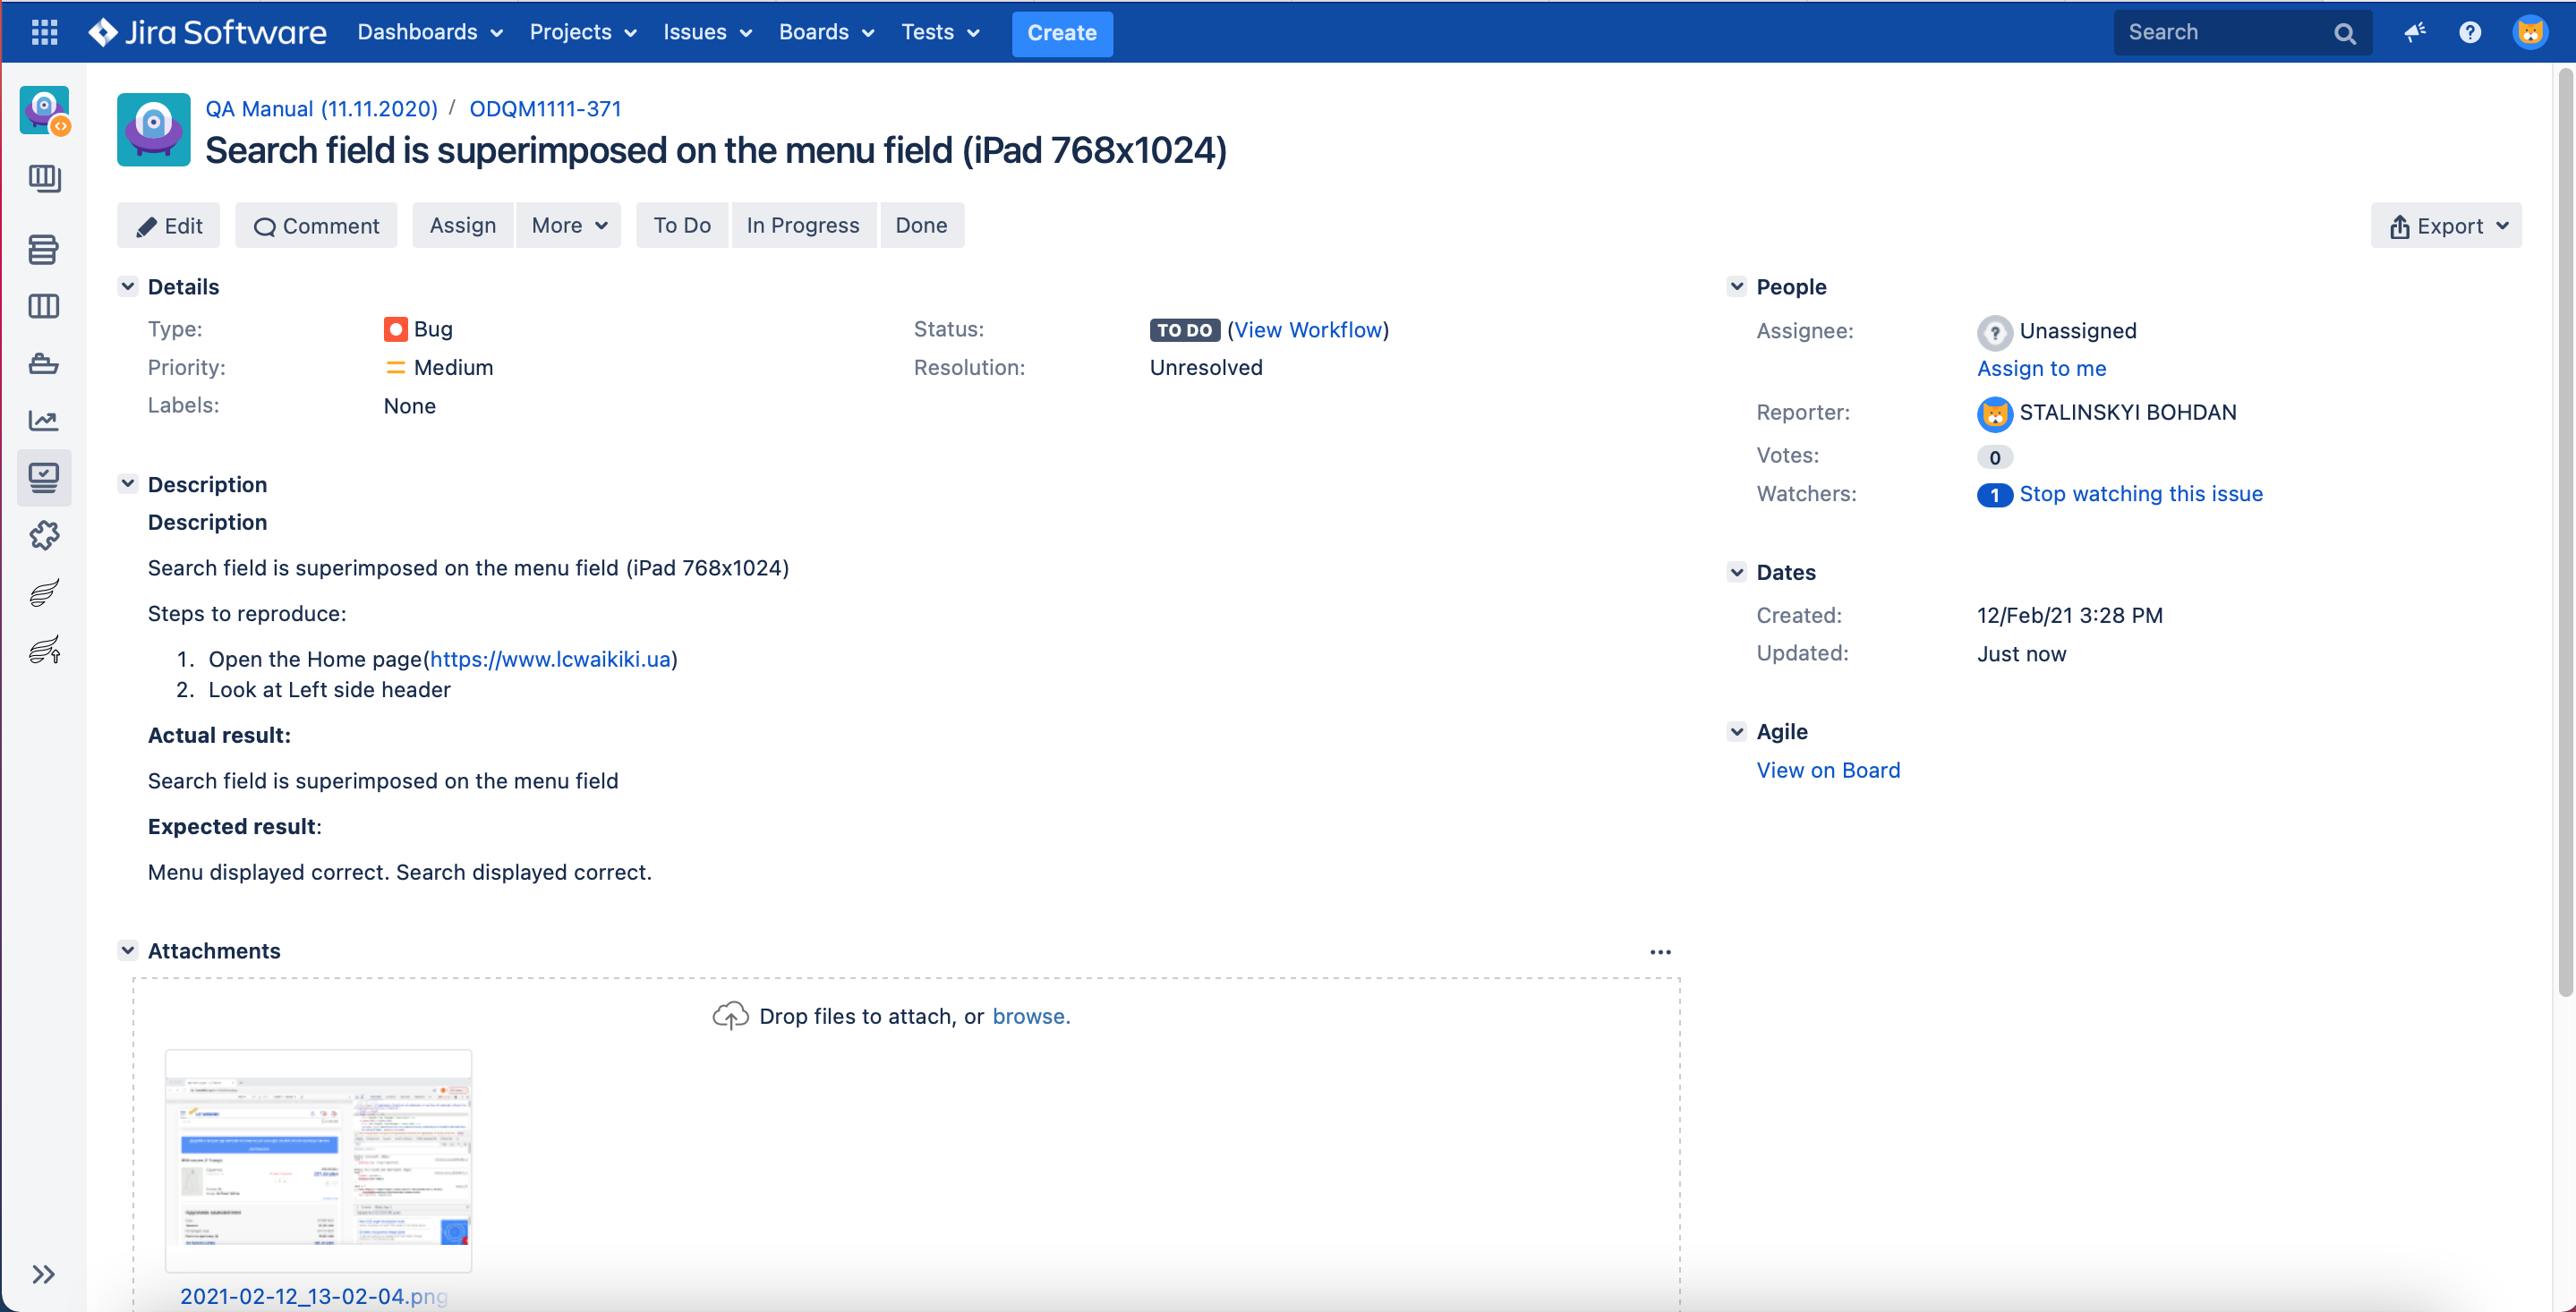 Jira Software Dashboards Projects Issues Boards Tests Create Search
QA Manual (11.11.2020) / ODQM1111-371
Search field is superimposed on the menu field (iPad 768x1024)
Edit Comment Assign More To Do In Progress Done Export
Details
Type: Bug Status: TO DO (View Workflow)
Priority: Medium Resolution: Unresolved
Labels: None
Description
Description
Search field is superimposed on the menu field (iPad 768x1024)
Steps to reproduce:
1. Open the Home page(https://www.lcwaikiki.ua)
2. Look at Left side header
Actual result:
Search field is superimposed on the menu field
Expected result:
Menu displayed correct. Search displayed correct.
Attachments
Drop files to attach, or browse.
2021-02-12_13-02-04.png
People
Assignee: Unassigned
Assign to me
Reporter: STALINSKYI BOHDAN
Votes: 0
Watchers: 1 Stop watching this issue
Dates
Created: 12/Feb/21 3:28 PM
Updated: Just now
Agile
View on Board